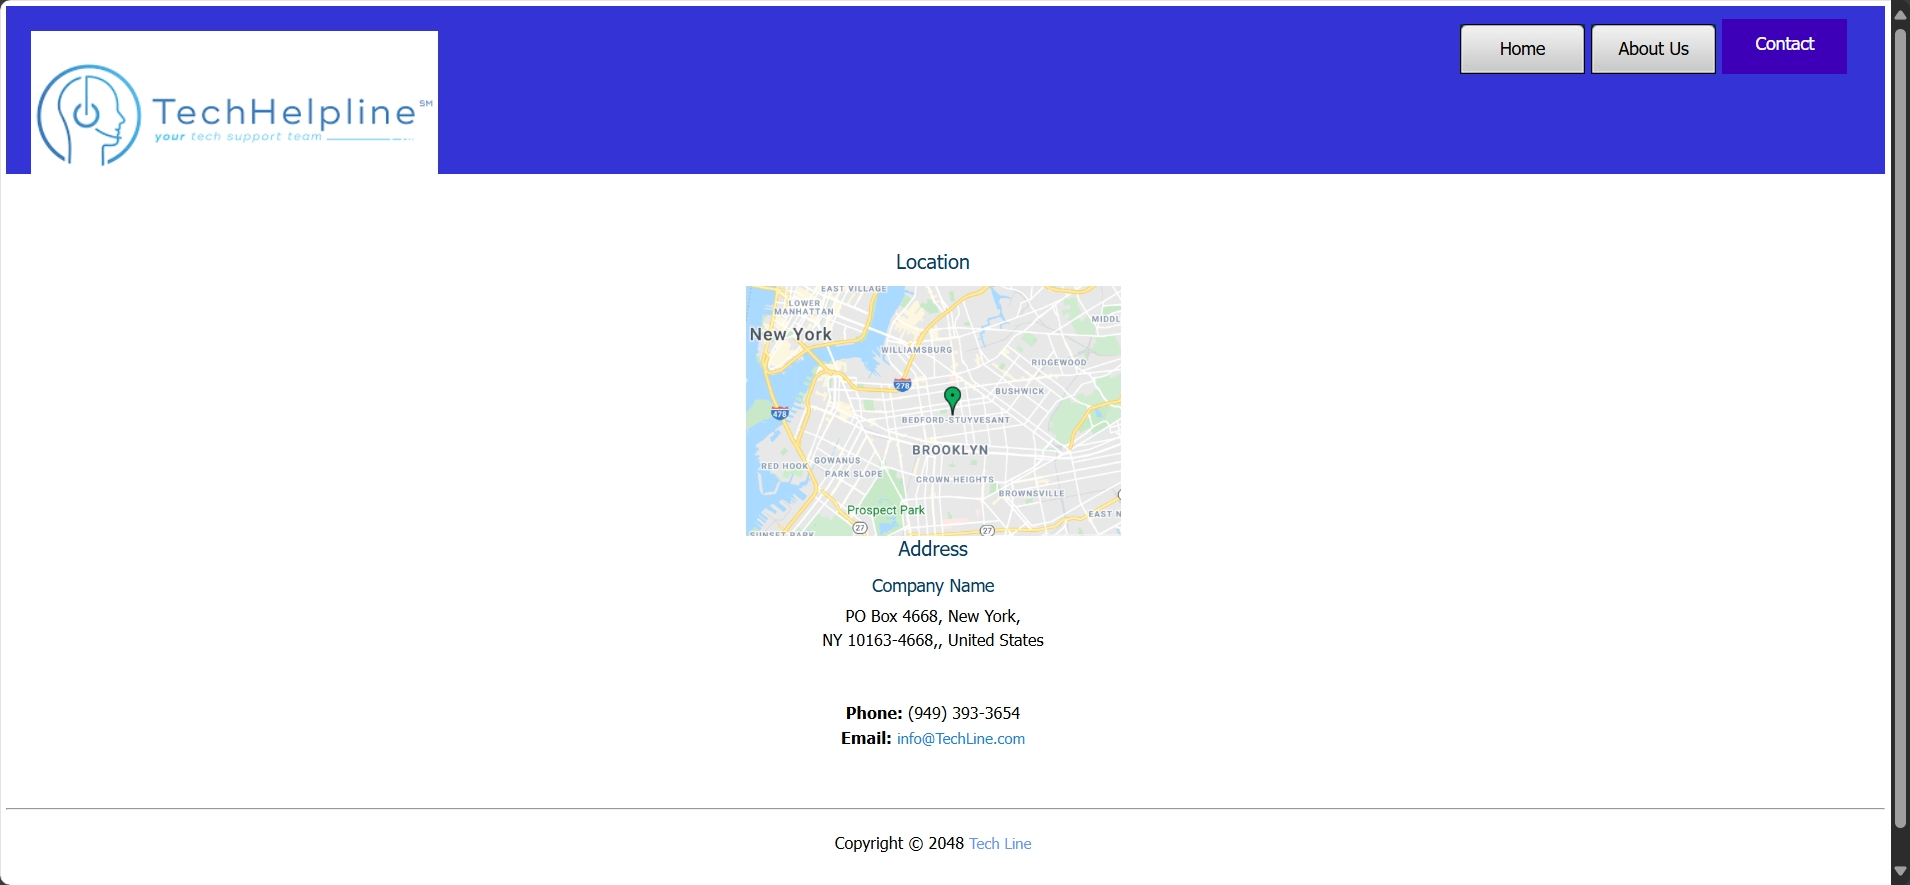 Home
About Us
Contact
TechHelpline SM
your tech support team
Location
EAST VILLAGE
LOWER
MANHATTAN
MIDDL
New York
WILLIAMSBURG
RIDGEWOOD
278
BUSHWICK
478
BEDFORD-STUYVESANT
BROOKLYN
GOWANUS
RED HOOK
PARK SLOPE
CROWN HEIGHTS
BROWNSVILLE
Prospect Park
EAST N
27
27
SUNSET PARK
Address
Company Name
PO Box 4668, New York,
NY 10163-4668,, United States
Phone: (949) 393-3654
Email: info@TechLine.com
Copyright © 2048 Tech Line